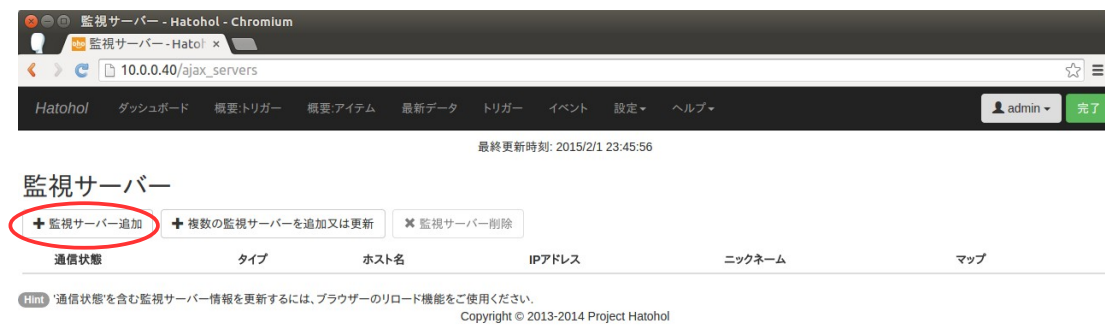 監視サーバー - Hatohol - Chromium
監視サーバー - Hatoh
10.0.0.40/ajax_servers
Hatohol ダッシュボード 概要:トリガー 概要:アイテム 最新データ トリガー イベント 設定 ヘルプ admin 完了
最終更新時刻: 2015/2/1 23:45:56
監視サーバー
監視サーバー追加 複数の監視サーバーを追加又は更新 監視サーバー削除
通信状態 タイプ ホスト名 IPアドレス ニックネーム マップ
Hint '通信状態'を含む監視サーバー情報を更新するには、ブラウザーのリロード機能をご使用ください.
Copyright © 2013-2014 Project Hatohol